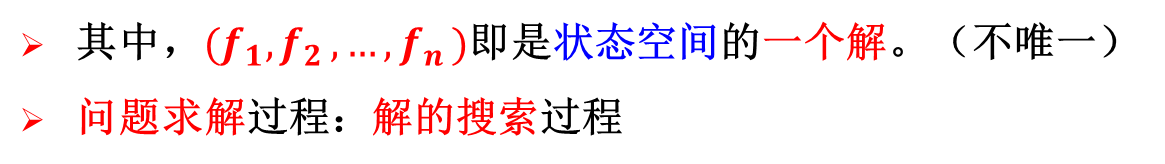 ➢ 其中，(f₁,f₂,…,fₙ)即是状态空间的一个解。（不唯一）
➢ 问题求解过程：解的搜索过程